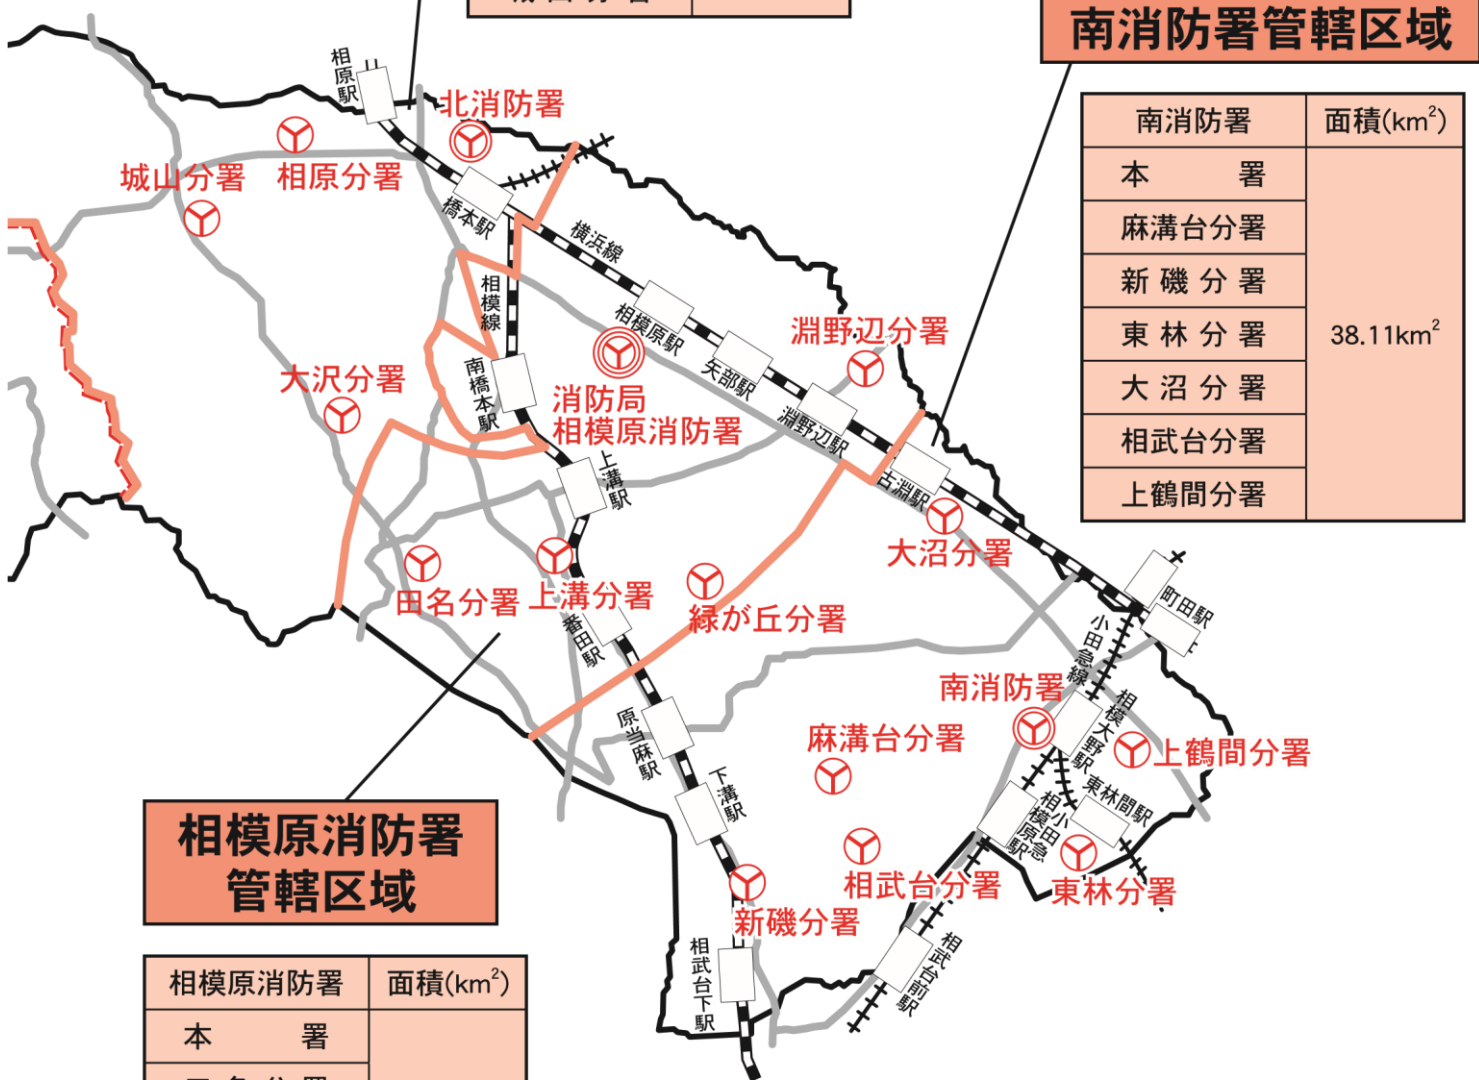 南消防署管轄区域
南消防署
面積(km²)
本署
麻溝台分署
新磯分署
東林分署
大沼分署
相武台分署
上鶴間分署
38.11km²
相原駅
北消防署
城山分署
相原分署
橋本駅
横浜線
相模線
相模原駅
淵野辺分署
矢部駅
大沢分署
南橋本駅
消防局
相模原消防署
淵野辺駅
上溝駅
古淵駅
大沼分署
田名分署
上溝分署
緑が丘分署
番田駅
町田駅
小田急線
南消防署
相模大野駅
原当麻駅
麻溝台分署
上鶴間分署
下溝駅
東林間駅
小田急
相模原駅
相武台分署
東林分署
新磯分署
相武台下駅
相武台前駅
相模原消防署
管轄区域
相模原消防署
面積(km²)
本署